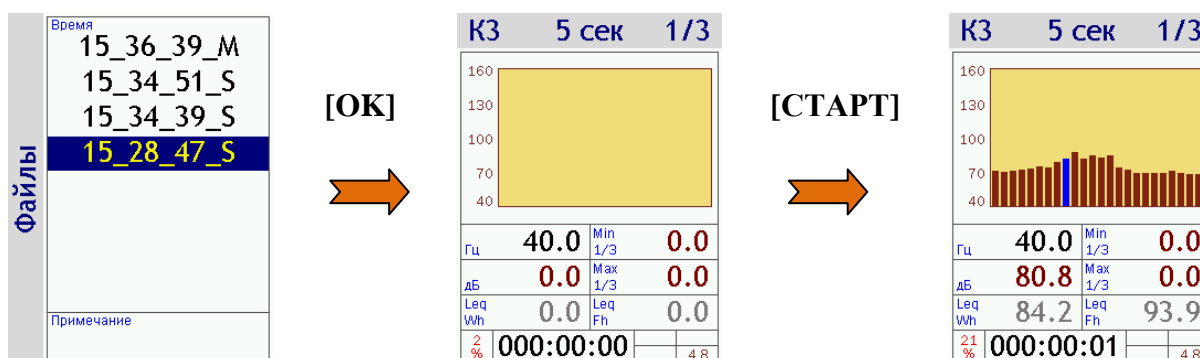 Файлы
Время
15_36_39_M
15_34_51_S
15_34_39_S
15_28_47_S
Примечание
[OK]
К3 5 сек 1/3
160
130
100
70
40
Гц 40.0 Min 1/3 0.0
дБ 0.0 Max 1/3 0.0
Leq Wh 0.0 Leq Fh 0.0
2 % 000:00:00 4.8
[СТАРТ]
К3 5 сек 1/3
160
130
100
70
40
Гц 40.0 Min 1/3 0.0
дБ 80.8 Max 1/3 0.0
Leq Wh 84.2 Leq Fh 93.9
21 % 000:00:01 4.8